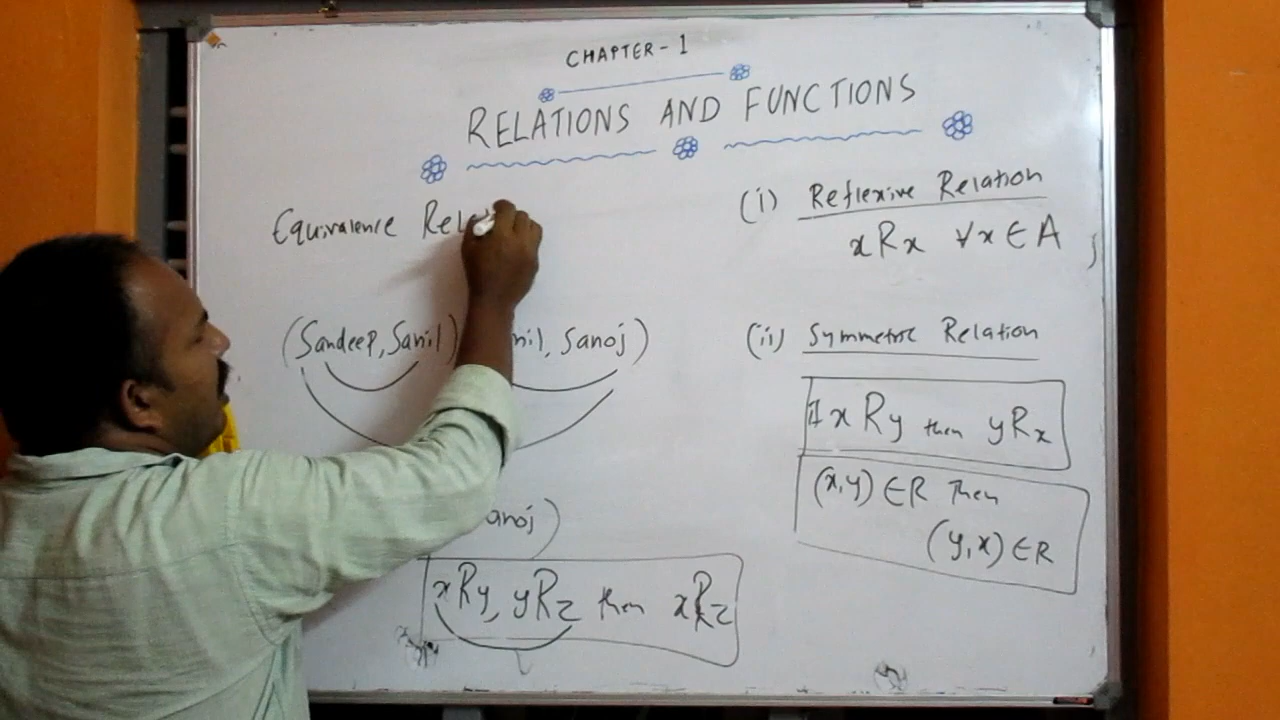 CHAPTER - 1
RELATIONS AND FUNCTIONS
Equivalence Rel
(Sandeep, Sanil) nil, Sanoj)
anoj)
xRy, yRz then xRz
(i) Reflexive Relation
xRx ∀x∈A ;
(ii) Symmetric Relation
If x Ry then yRx
(x,y) ∈R Then
(y,x) ∈R